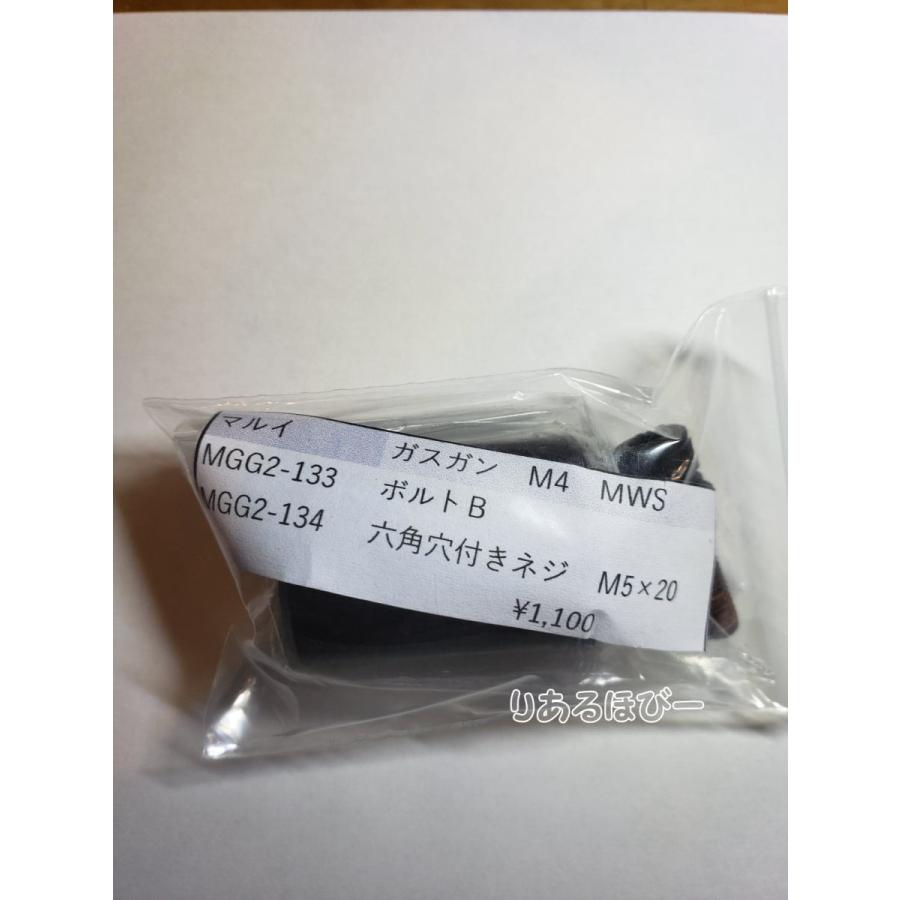 マルイ ガスガン M4 MWS
MGG2-133 ボルトB
MGG2-134 六角穴付きネジ M5×20
¥1,100
りあるほびー